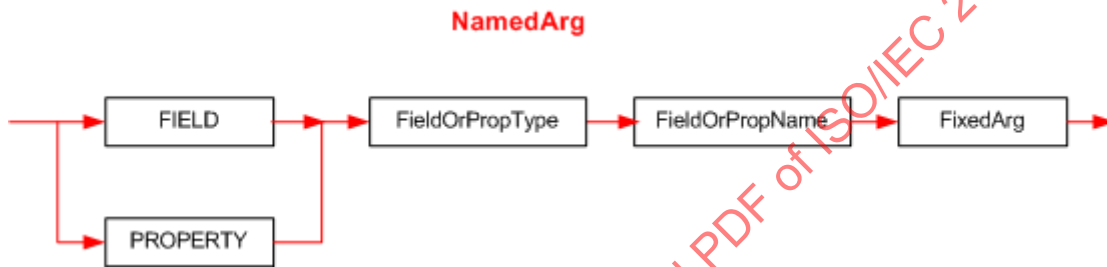 NamedArg
FIELD
FieldOrPropType
FieldOrPropName
FixedArg
PROPERTY
PDF of ISO/IEC 2